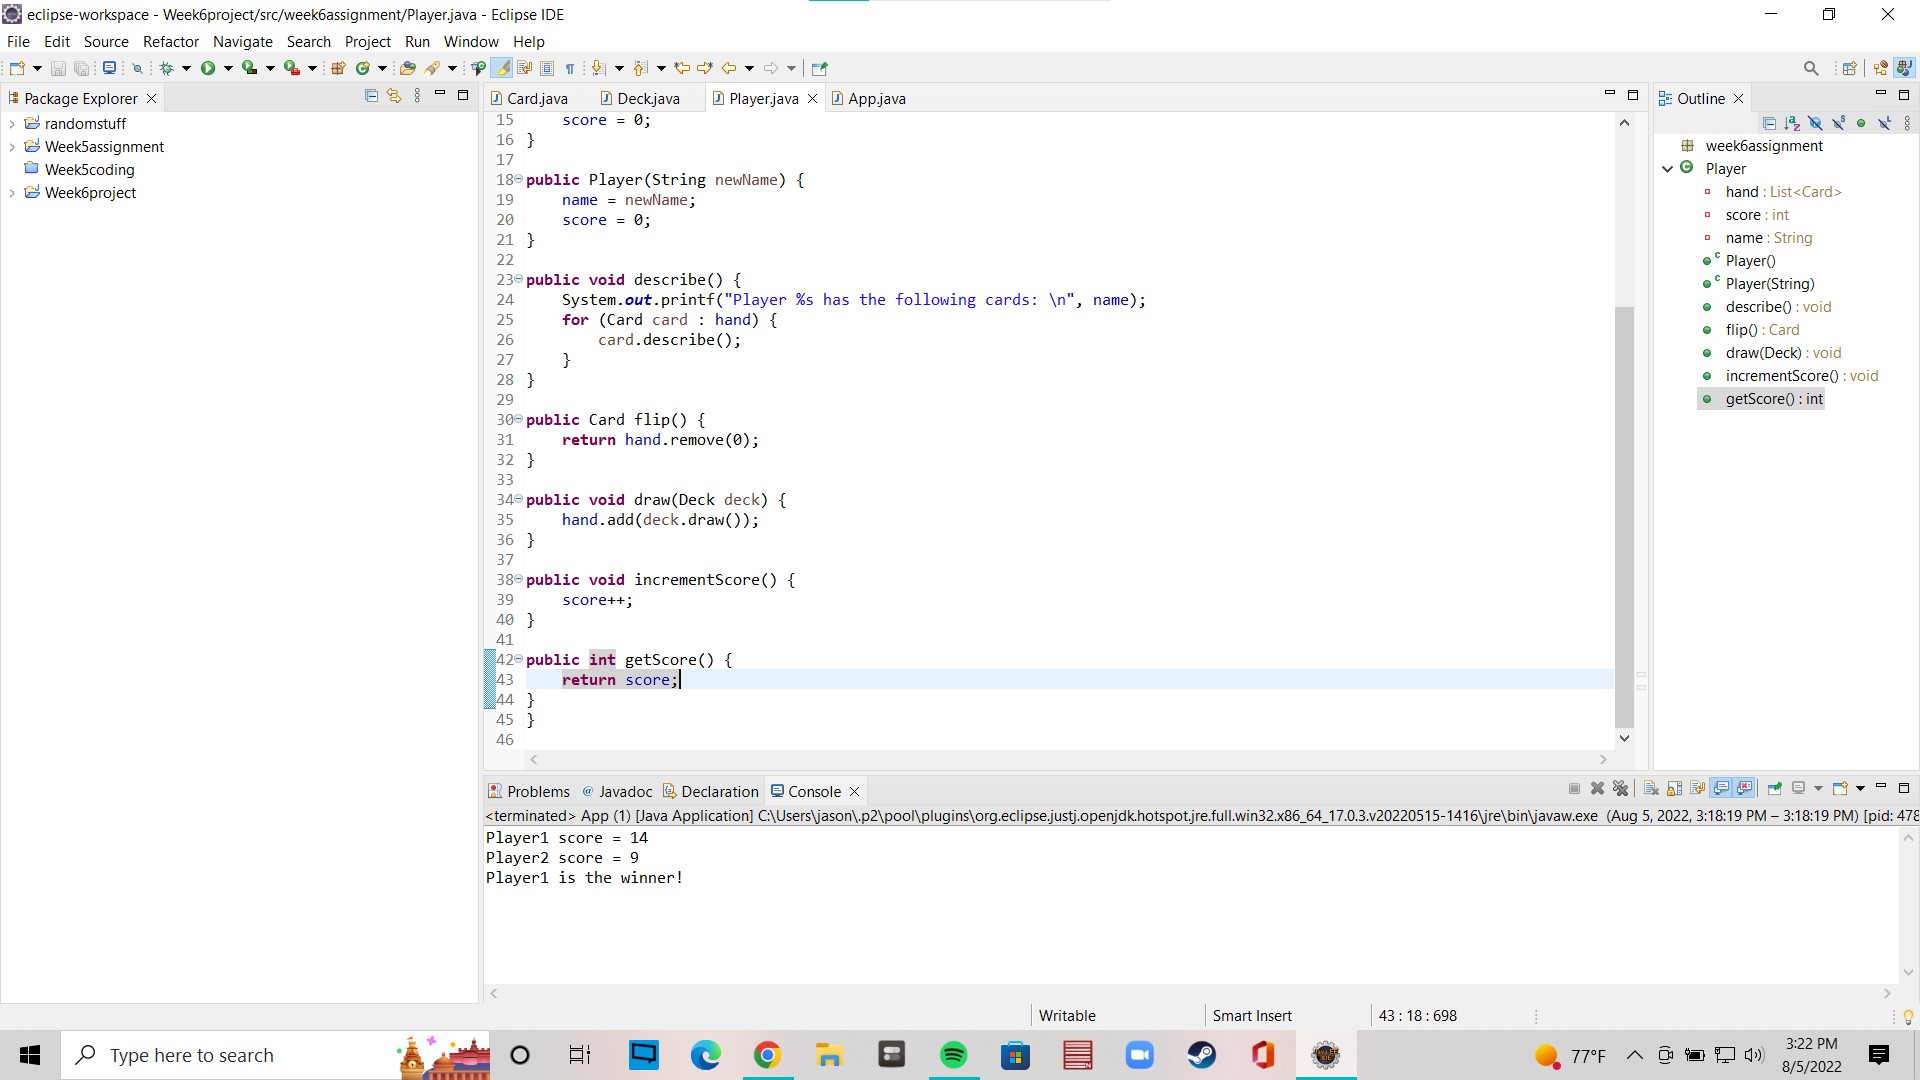 eclipse-workspace - Week6project/src/week6assignment/Player.java - Eclipse IDE
File Edit Source Refactor Navigate Search Project Run Window Help
Package Explorer
randomstuff
Week5assignment
Week5coding
Week6project
Card.java Deck.java Player.java App.java
15     score = 0;
16 }
17
18 public Player(String newName) {
19     name = newName;
20     score = 0;
21 }
22
23 public void describe() {
24     System.out.printf("Player %s has the following cards: \n", name);
25     for (Card card : hand) {
26         card.describe();
27     }
28 }
29
30 public Card flip() {
31     return hand.remove(0);
32 }
33
34 public void draw(Deck deck) {
35     hand.add(deck.draw());
36 }
37
38 public void incrementScore() {
39     score++;
40 }
41
42 public int getScore() {
43     return score;
44 }
45 }
46
Outline
week6assignment
Player
hand : List<Card>
score : int
name : String
Player()
Player(String)
describe() : void
flip() : Card
draw(Deck) : void
incrementScore() : void
getScore() : int
Problems @ Javadoc Declaration Console
<terminated> App (1) [Java Application] C:\Users\jason\.p2\pool\plugins\org.eclipse.justj.openjdk.hotspot.jre.full.win32.x86_64_17.0.3.v20220515-1416\jre\bin\javaw.exe (Aug 5, 2022, 3:18:19 PM – 3:18:19 PM) [pid: 478
Player1 score = 14
Player2 score = 9
Player1 is the winner!
Writable Smart Insert 43 : 18 : 698
Type here to search
77°F
3:22 PM
8/5/2022